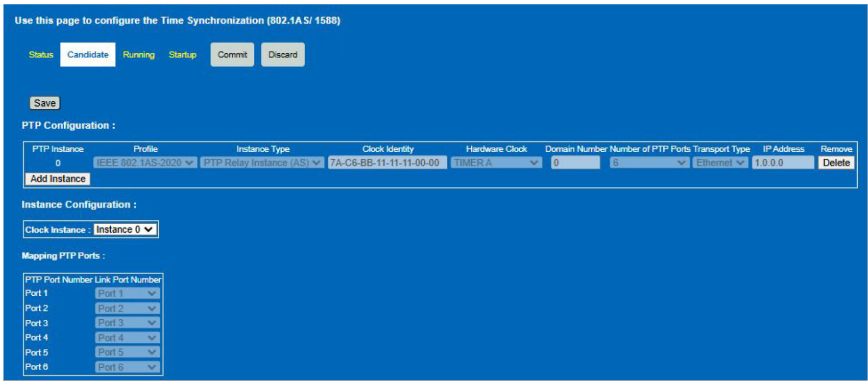 Use this page to configure the Time Synchronization (802.1AS/ 1588)
Status Candidate Running Startup Commit Discard
Save
PTP Configuration :
PTP Instance Profile Instance Type Clock Identity Hardware Clock Domain Number Number of PTP Ports Transport Type IP Address Remove
0 IEEE 802.1AS-2020 PTP Relay Instance (AS) 7A-C6-BB-11-11-11-00-00 TIMER A 0 6 Ethernet 1.0.0.0 Delete
Add Instance
Instance Configuration :
Clock Instance : Instance 0
Mapping PTP Ports :
PTP Port Number Link Port Number
Port 1 Port 1
Port 2 Port 2
Port 3 Port 3
Port 4 Port 4
Port 5 Port 5
Port 6 Port 6